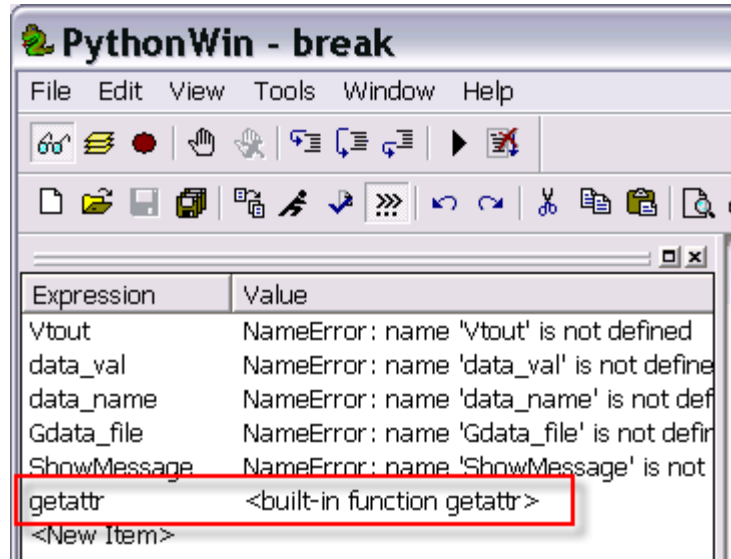 PythonWin - break
File Edit View Tools Window Help
Expression Value
Vtout NameError: name 'Vtout' is not defined
data_val NameError: name 'data_val' is not define
data_name NameError: name 'data_name' is not def
Gdata_file NameError: name 'Gdata_file' is not defin
ShowMessage NameError: name 'ShowMessage' is not
getattr <built-in function getattr>
<New Item>